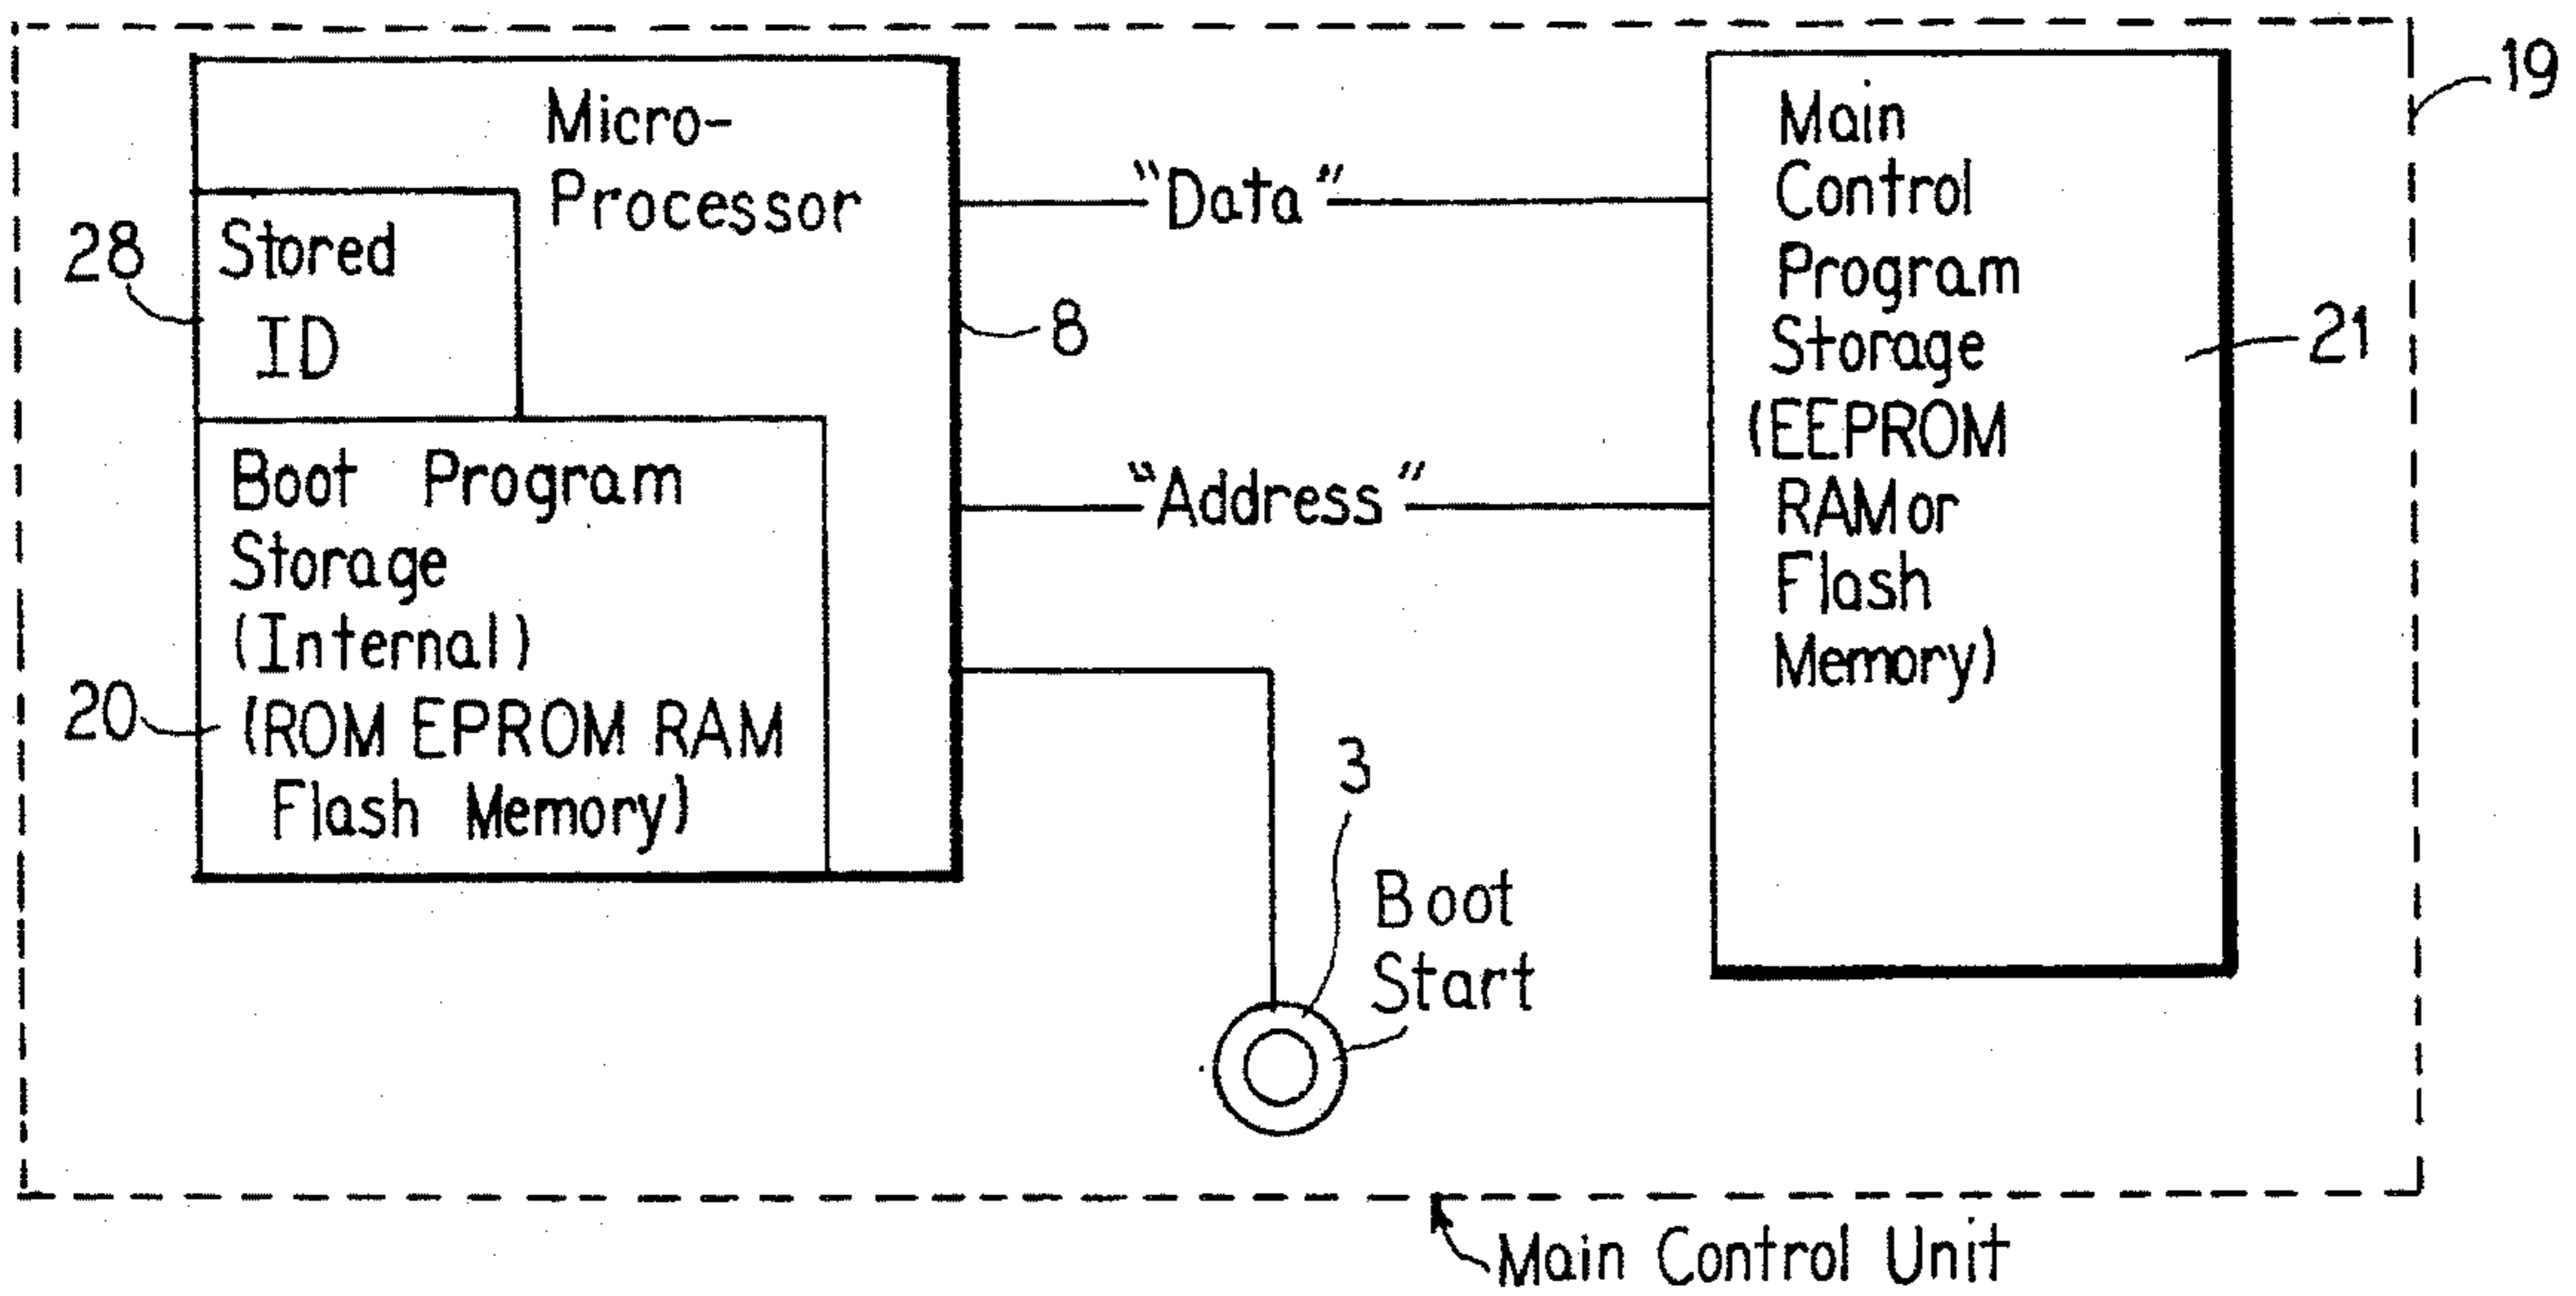 19
Micro-
Processor
28
Stored
ID
8
Boot Program
Storage
(Internal)
20
(ROM EPROM RAM
Flash Memory)
"Data"
"Address"
3
Boot
Start
Main
Control
Program
Storage
(EEPROM
RAM or
Flash
Memory)
21
Main Control Unit